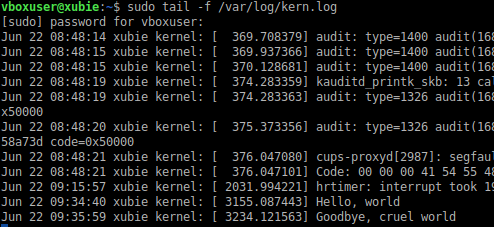 vboxuser@xubie:~$ sudo tail -f /var/log/kern.log
[sudo] password for vboxuser:
Jun 22 08:48:14 xubie kernel: [  369.708379] audit: type=1400 audit(168
Jun 22 08:48:15 xubie kernel: [  369.937366] audit: type=1400 audit(168
Jun 22 08:48:15 xubie kernel: [  370.128681] audit: type=1400 audit(168
Jun 22 08:48:19 xubie kernel: [  374.283359] kauditd_printk_skb: 13 cal
Jun 22 08:48:19 xubie kernel: [  374.283363] audit: type=1326 audit(168
x50000
Jun 22 08:48:20 xubie kernel: [  375.373356] audit: type=1326 audit(168
58a73d code=0x50000
Jun 22 08:48:21 xubie kernel: [  376.047080] cups-proxyd[2987]: segfaul
Jun 22 08:48:21 xubie kernel: [  376.047101] Code: 00 00 00 41 54 55 48
Jun 22 09:15:57 xubie kernel: [ 2031.994221] hrtimer: interrupt took 19
Jun 22 09:34:40 xubie kernel: [ 3155.087443] Hello, world
Jun 22 09:35:59 xubie kernel: [ 3234.121563] Goodbye, cruel world